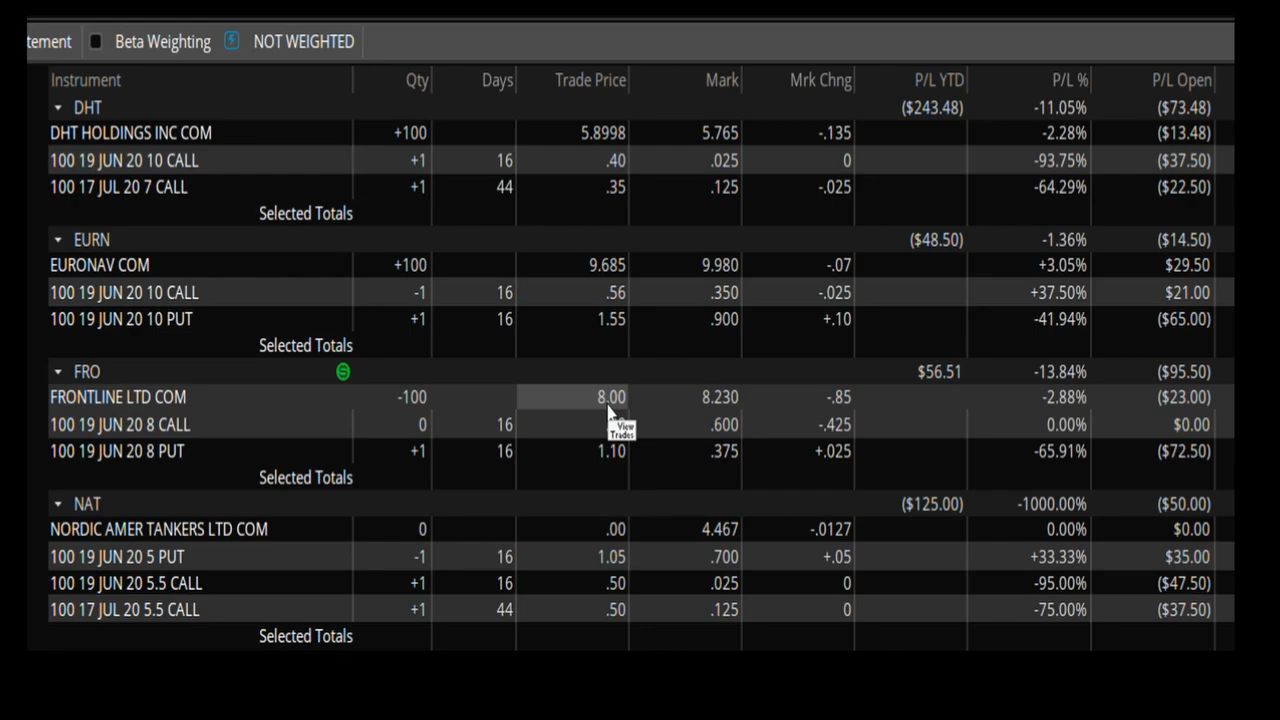 tement Beta Weighting NOT WEIGHTED
Instrument Qty Days Trade Price Mark Mrk Chng P/L YTD P/L % P/L Open
DHT ($243.48) -11.05% ($73.48)
DHT HOLDINGS INC COM +100 5.8998 5.765 -.135 -2.28% ($13.48)
100 19 JUN 20 10 CALL +1 16 .40 .025 0 -93.75% ($37.50)
100 17 JUL 20 7 CALL +1 44 .35 .125 -.025 -64.29% ($22.50)
Selected Totals
EURN ($48.50) -1.36% ($14.50)
EURONAV COM +100 9.685 9.980 -.07 +3.05% $29.50
100 19 JUN 20 10 CALL -1 16 .56 .350 -.025 +37.50% $21.00
100 19 JUN 20 10 PUT +1 16 1.55 .900 +.10 -41.94% ($65.00)
Selected Totals
FRO $56.51 -13.84% ($95.50)
FRONTLINE LTD COM -100 8.00 8.230 -.85 -2.88% ($23.00)
100 19 JUN 20 8 CALL 0 16 .600 -.425 0.00% $0.00
View
Trades
100 19 JUN 20 8 PUT +1 16 1.10 .375 +.025 -65.91% ($72.50)
Selected Totals
NAT ($125.00) -1000.00% ($50.00)
NORDIC AMER TANKERS LTD COM 0 .00 4.467 -.0127 0.00% $0.00
100 19 JUN 20 5 PUT -1 16 1.05 .700 +.05 +33.33% $35.00
100 19 JUN 20 5.5 CALL +1 16 .50 .025 0 -95.00% ($47.50)
100 17 JUL 20 5.5 CALL +1 44 .50 .125 0 -75.00% ($37.50)
Selected Totals